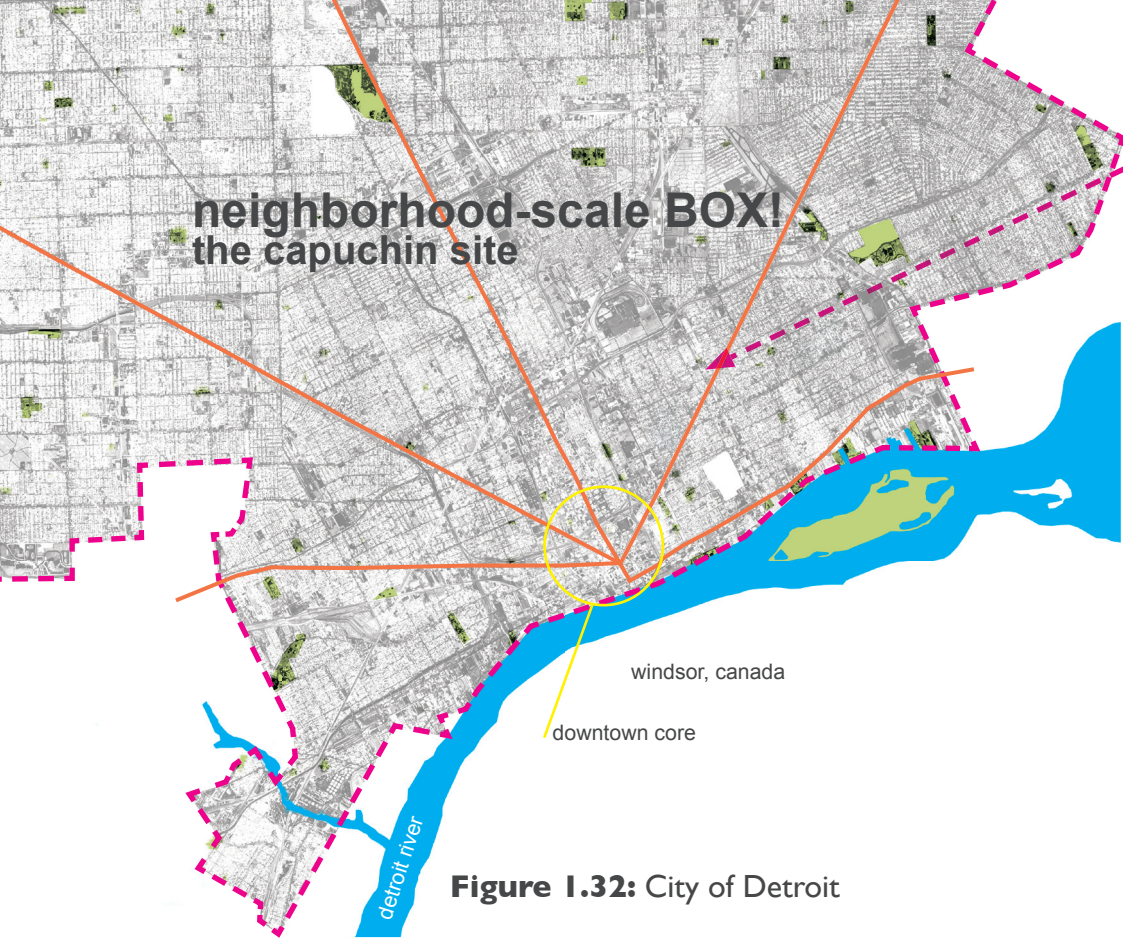 neighborhood-scale BOX!
the capuchin site
windsor, canada
downtown core
detroit river
Figure 1.32: City of Detroit